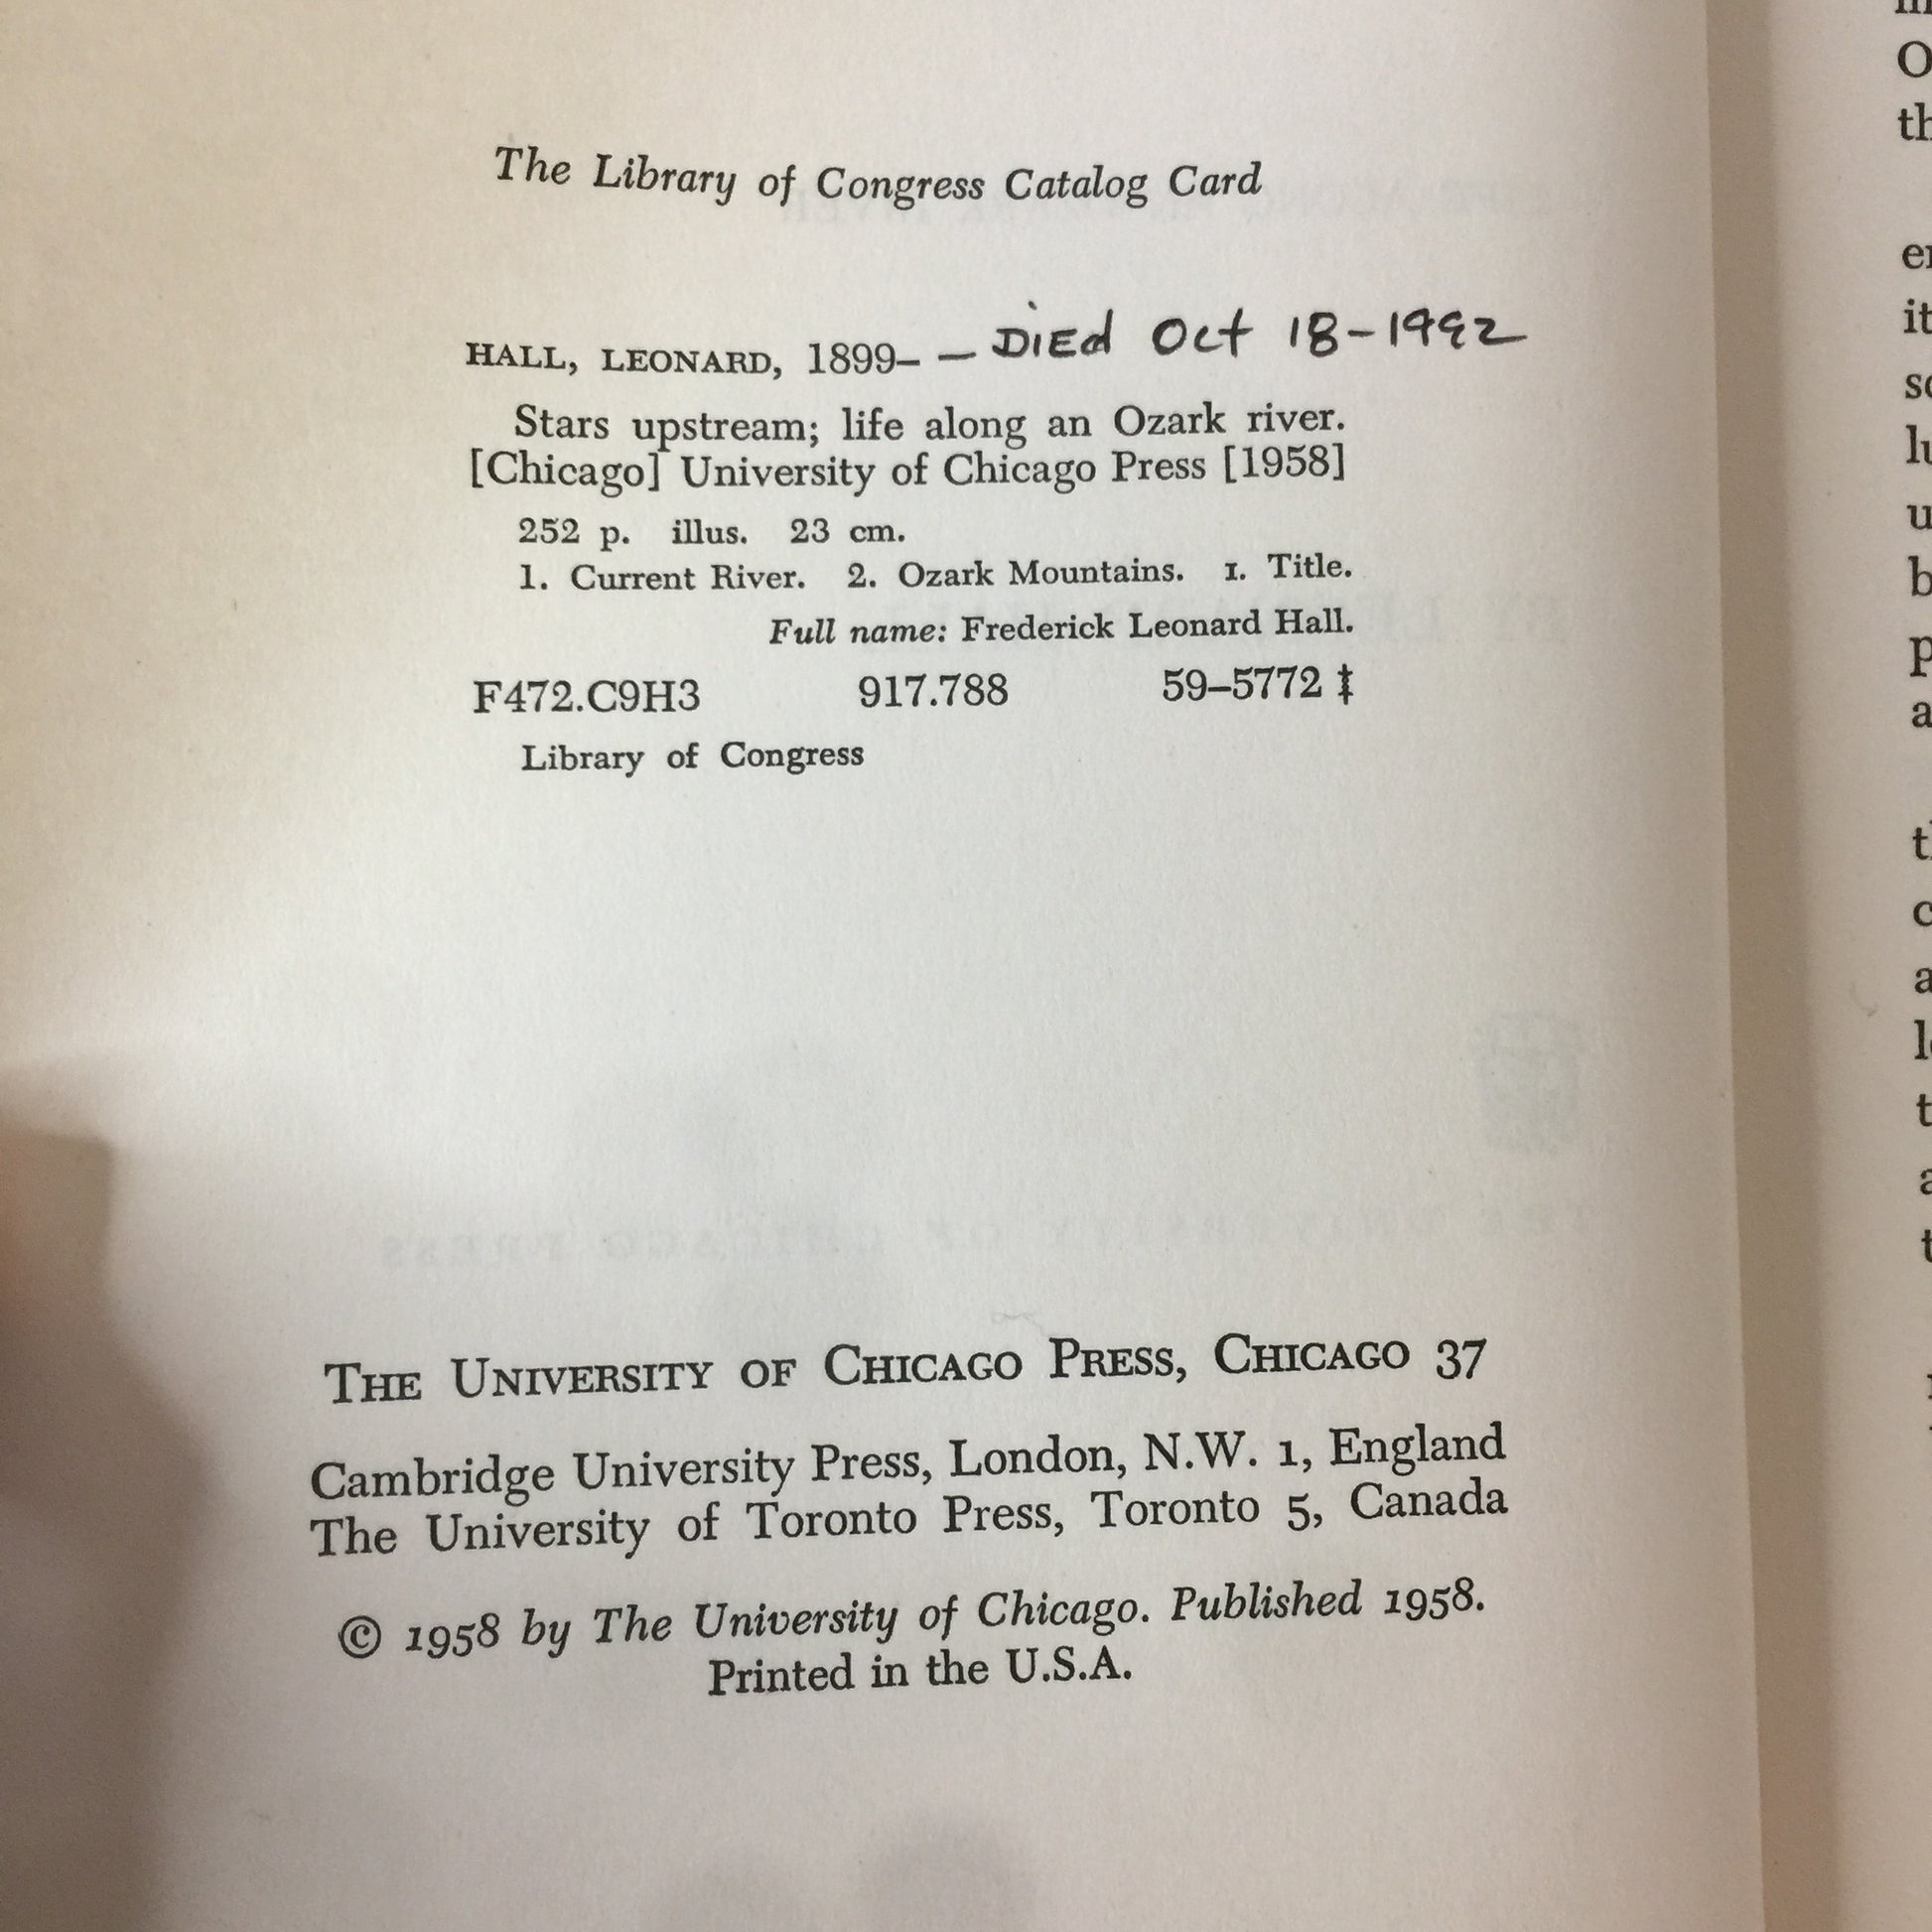 The Library of Congress Catalog Card
HALL, LEONARD, 1899– — DiEd Oct 18-1992
Stars upstream; life along an Ozark river.
[Chicago] University of Chicago Press [1958]
252 p. illus. 23 cm.
1. Current River. 2. Ozark Mountains. I. Title.
Full name: Frederick Leonard Hall.
F472.C9H3 917.788 59–5772 ‡
Library of Congress
THE UNIVERSITY OF CHICAGO PRESS, CHICAGO 37
Cambridge University Press, London, N.W. 1, England
The University of Toronto Press, Toronto 5, Canada
© 1958 by The University of Chicago. Published 1958.
Printed in the U.S.A.